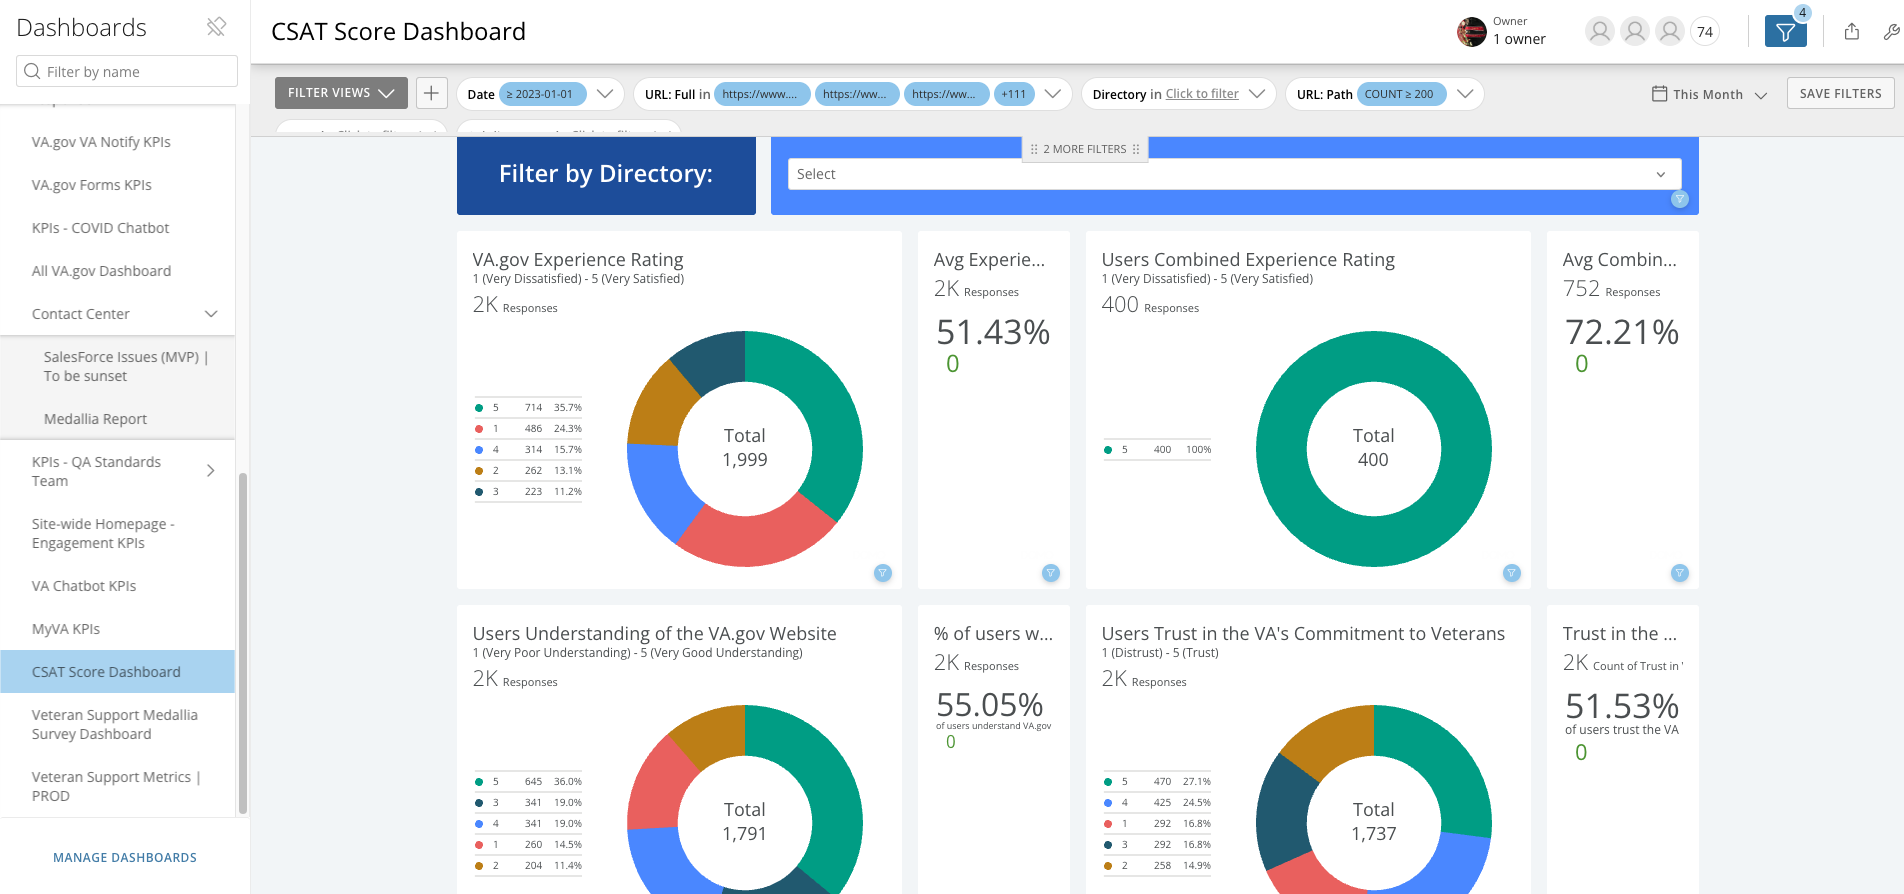 Dashboards
Filter by name
VA.gov VA Notify KPIs
VA.gov Forms KPIs
KPIs - COVID Chatbot
All VA.gov Dashboard
Contact Center
SalesForce Issues (MVP) |
To be sunset
Medallia Report
KPIs - QA Standards
Team
Site-wide Homepage -
Engagement KPIs
VA Chatbot KPIs
MyVA KPIs
CSAT Score Dashboard
Veteran Support Medallia
Survey Dashboard
Veteran Support Metrics |
PROD
MANAGE DASHBOARDS
CSAT Score Dashboard
Owner
1 owner
74
4
FILTER VIEWS
Date ≥ 2023-01-01
URL: Full in https://www.... https://ww... https://ww... +111
Directory in Click to filter
URL: Path COUNT ≥ 200
This Month
SAVE FILTERS
2 MORE FILTERS
Filter by Directory:
Select
VA.gov Experience Rating
1 (Very Dissatisfied) - 5 (Very Satisfied)
2K Responses
5 714 35.7%
1 486 24.3%
4 314 15.7%
2 262 13.1%
3 223 11.2%
Total
1,999
Avg Experie...
2K Responses
51.43%
0
Users Combined Experience Rating
1 (Very Dissatisfied) - 5 (Very Satisfied)
400 Responses
5 400 100%
Total
400
Avg Combin...
752 Responses
72.21%
0
Users Understanding of the VA.gov Website
1 (Very Poor Understanding) - 5 (Very Good Understanding)
2K Responses
5 645 36.0%
3 341 19.0%
4 341 19.0%
1 260 14.5%
2 204 11.4%
Total
1,791
% of users w...
2K Responses
55.05%
of users understand VA.gov
0
Users Trust in the VA's Commitment to Veterans
1 (Distrust) - 5 (Trust)
2K Responses
5 470 27.1%
4 425 24.5%
1 292 16.8%
3 292 16.8%
2 258 14.9%
Total
1,737
Trust in the ...
2K Count of Trust in '
51.53%
of users trust the VA
0